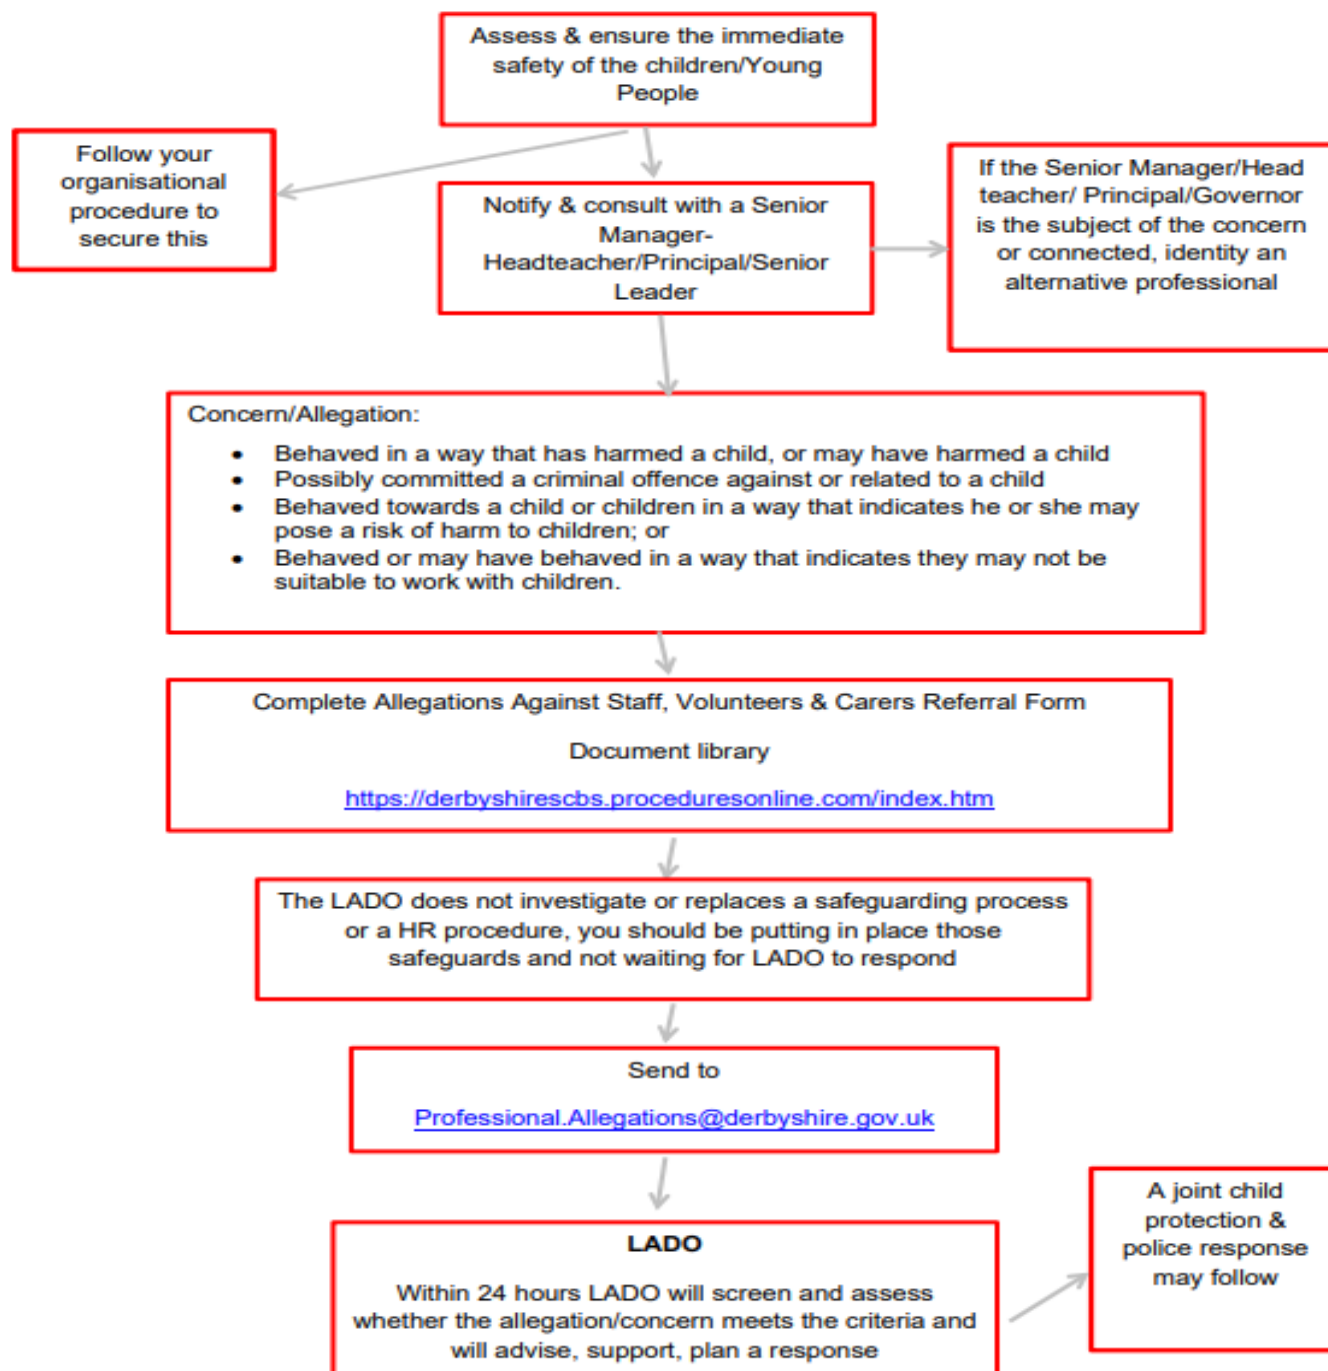 Assess & ensure the immediate
safety of the children/Young
People
Follow your
organisational
procedure to
secure this
Notify & consult with a Senior
Manager-
Headteacher/Principal/Senior
Leader
If the Senior Manager/Head
teacher/ Principal/Governor
is the subject of the concern
or connected, identity an
alternative professional
Concern/Allegation:
• Behaved in a way that has harmed a child, or may have harmed a child
• Possibly committed a criminal offence against or related to a child
• Behaved towards a child or children in a way that indicates he or she may
pose a risk of harm to children; or
• Behaved or may have behaved in a way that indicates they may not be
suitable to work with children.
Complete Allegations Against Staff, Volunteers & Carers Referral Form
Document library
https://derbyshirescbs.proceduresonline.com/index.htm
The LADO does not investigate or replaces a safeguarding process
or a HR procedure, you should be putting in place those
safeguards and not waiting for LADO to respond
Send to
Professional.Allegations@derbyshire.gov.uk
LADO
Within 24 hours LADO will screen and assess
whether the allegation/concern meets the criteria and
will advise, support, plan a response
A joint child
protection &
police response
may follow